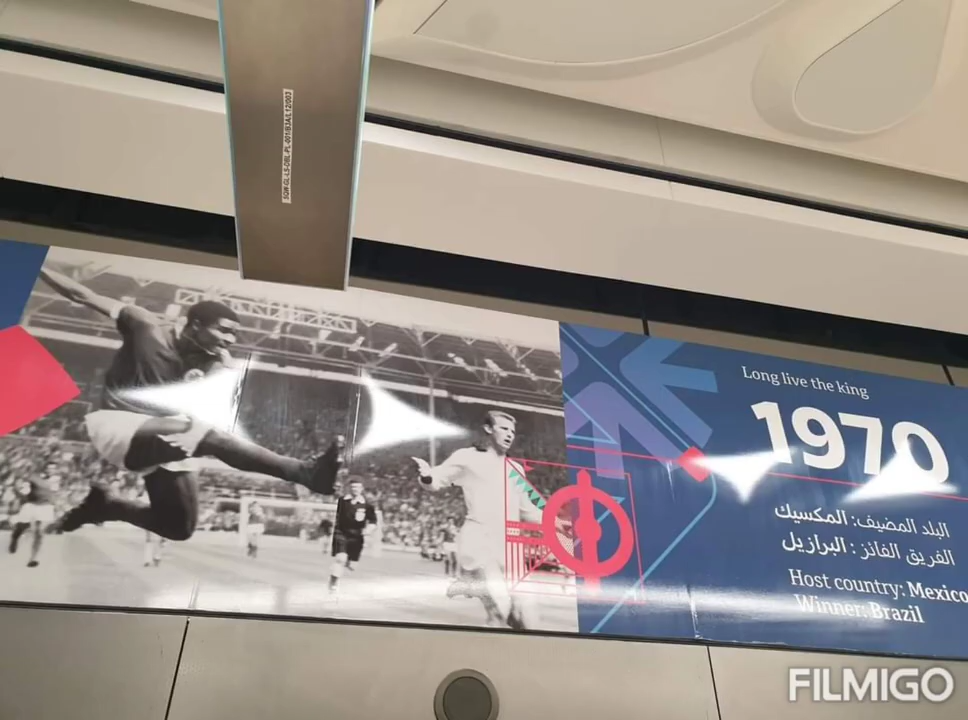 Long live the king
1970
البلد المضيف: المكسيك
الفريق الفائز : البرازيل
Host country: Mexico
Winner: Brazil
FILMIGO